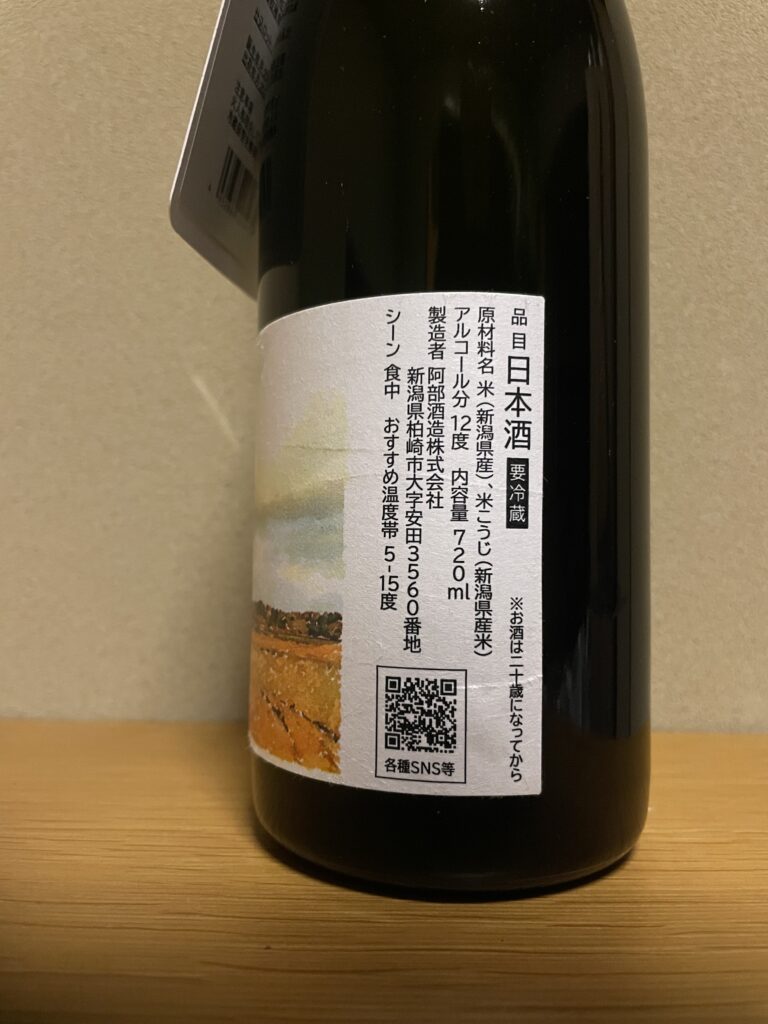 品目 日本酒 要冷蔵 ※お酒は二十歳になってから
原材料名 米(新潟県産)、米こうじ(新潟県産米)
アルコール分 12度 内容量 720ml
製造者 阿部酒造株式会社
新潟県柏崎市大字安田3560番地
シーン 食中 おすすめ温度帯 5-15度
各種SNS等